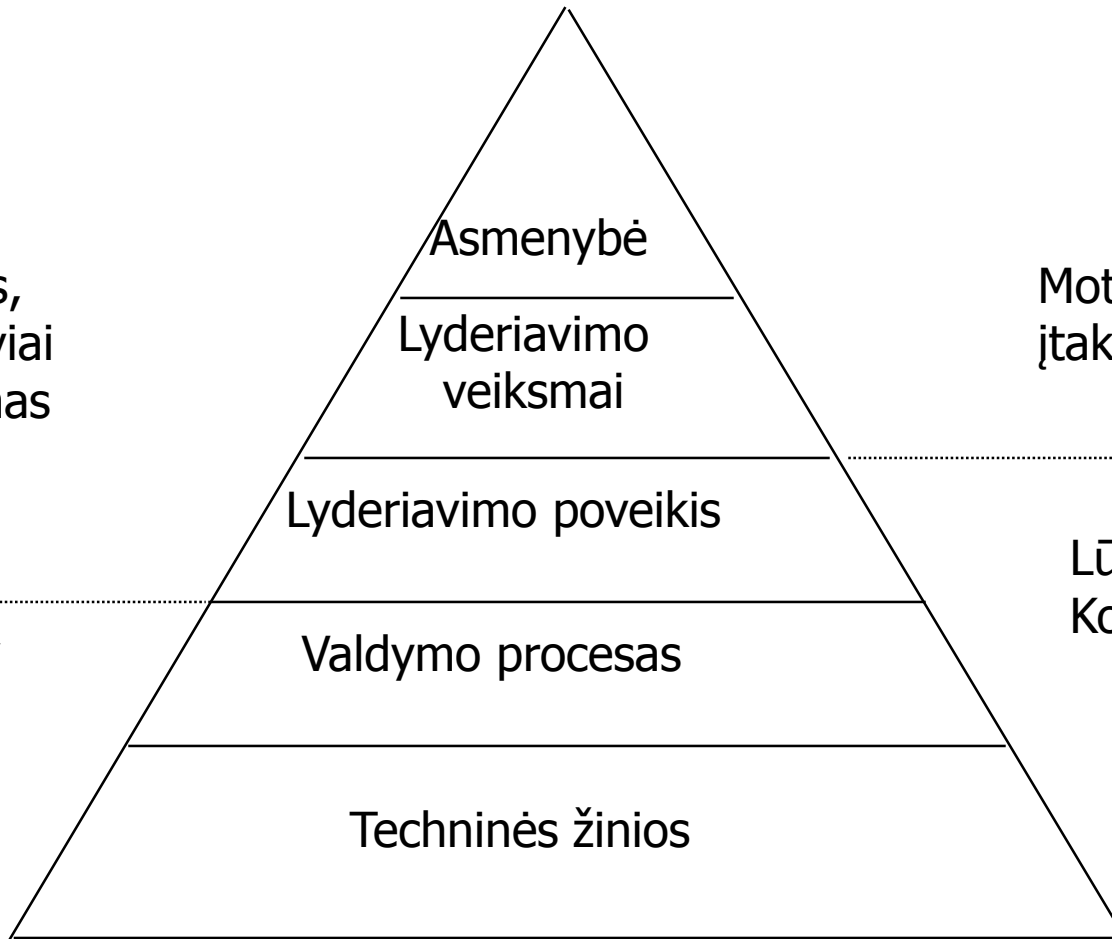 Asmenybė
Lyderiavimo
veiksmai
Lyderiavimo poveikis
Valdymo procesas
Techninės žinios